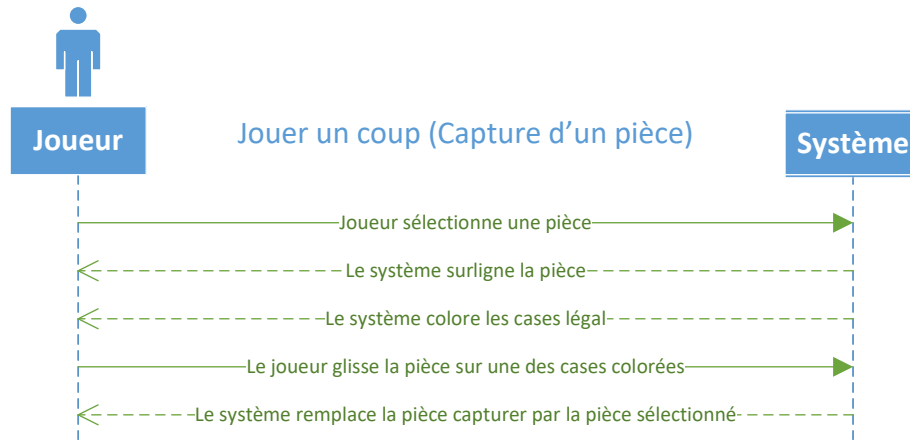 Joueur
Jouer un coup (Capture d'un pièce)
Système
Joueur sélectionne une pièce
Le système surligne la pièce
Le système colore les cases légal
Le joueur glisse la pièce sur une des cases colorées
Le système remplace la pièce capturer par la pièce sélectionné